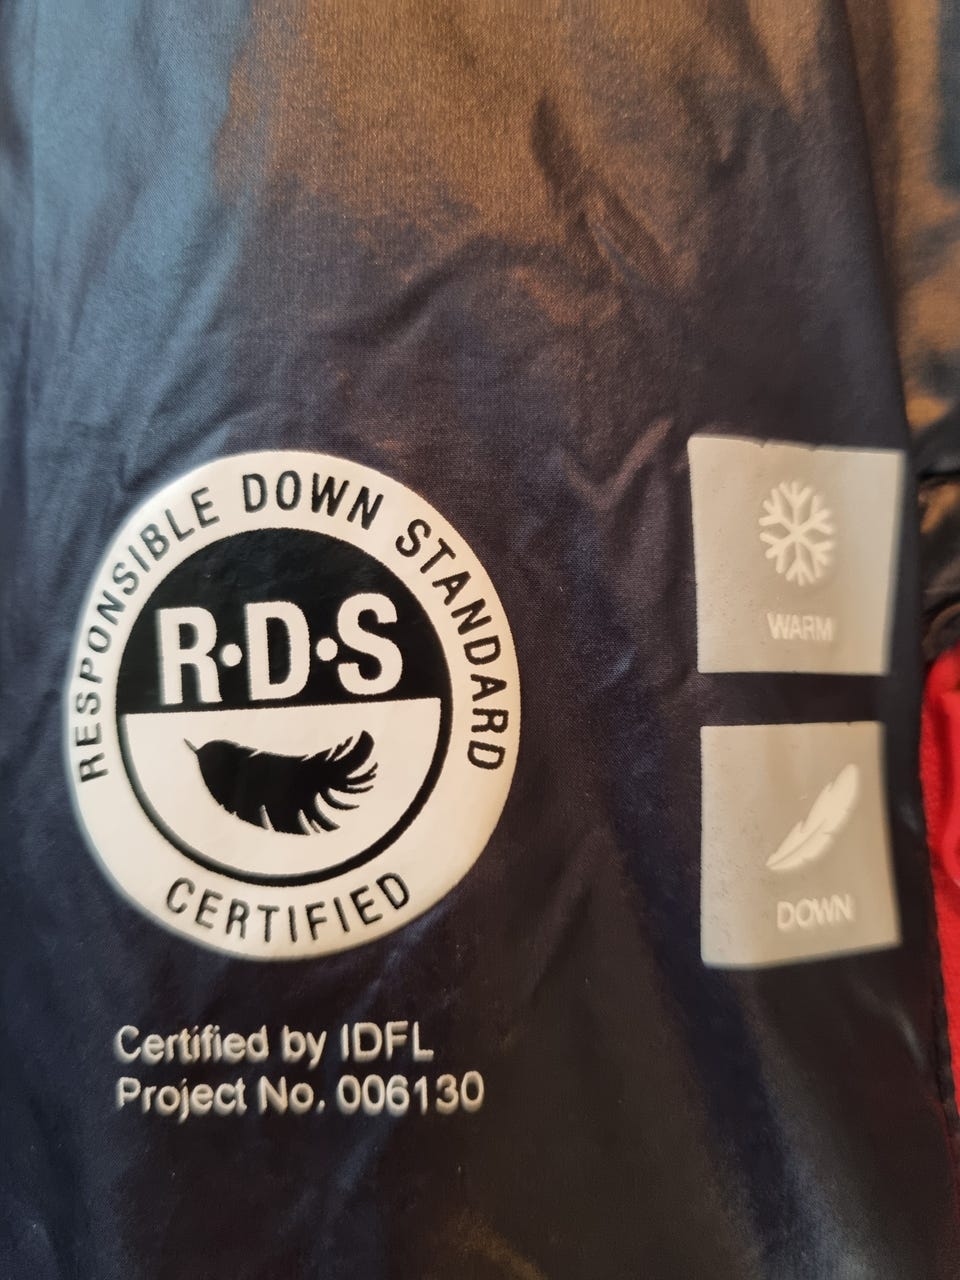 RESPONSIBLE DOWN STANDARD
R·D·S
CERTIFIED
Certified by IDFL
Project No. 006130
WARM
DOWN